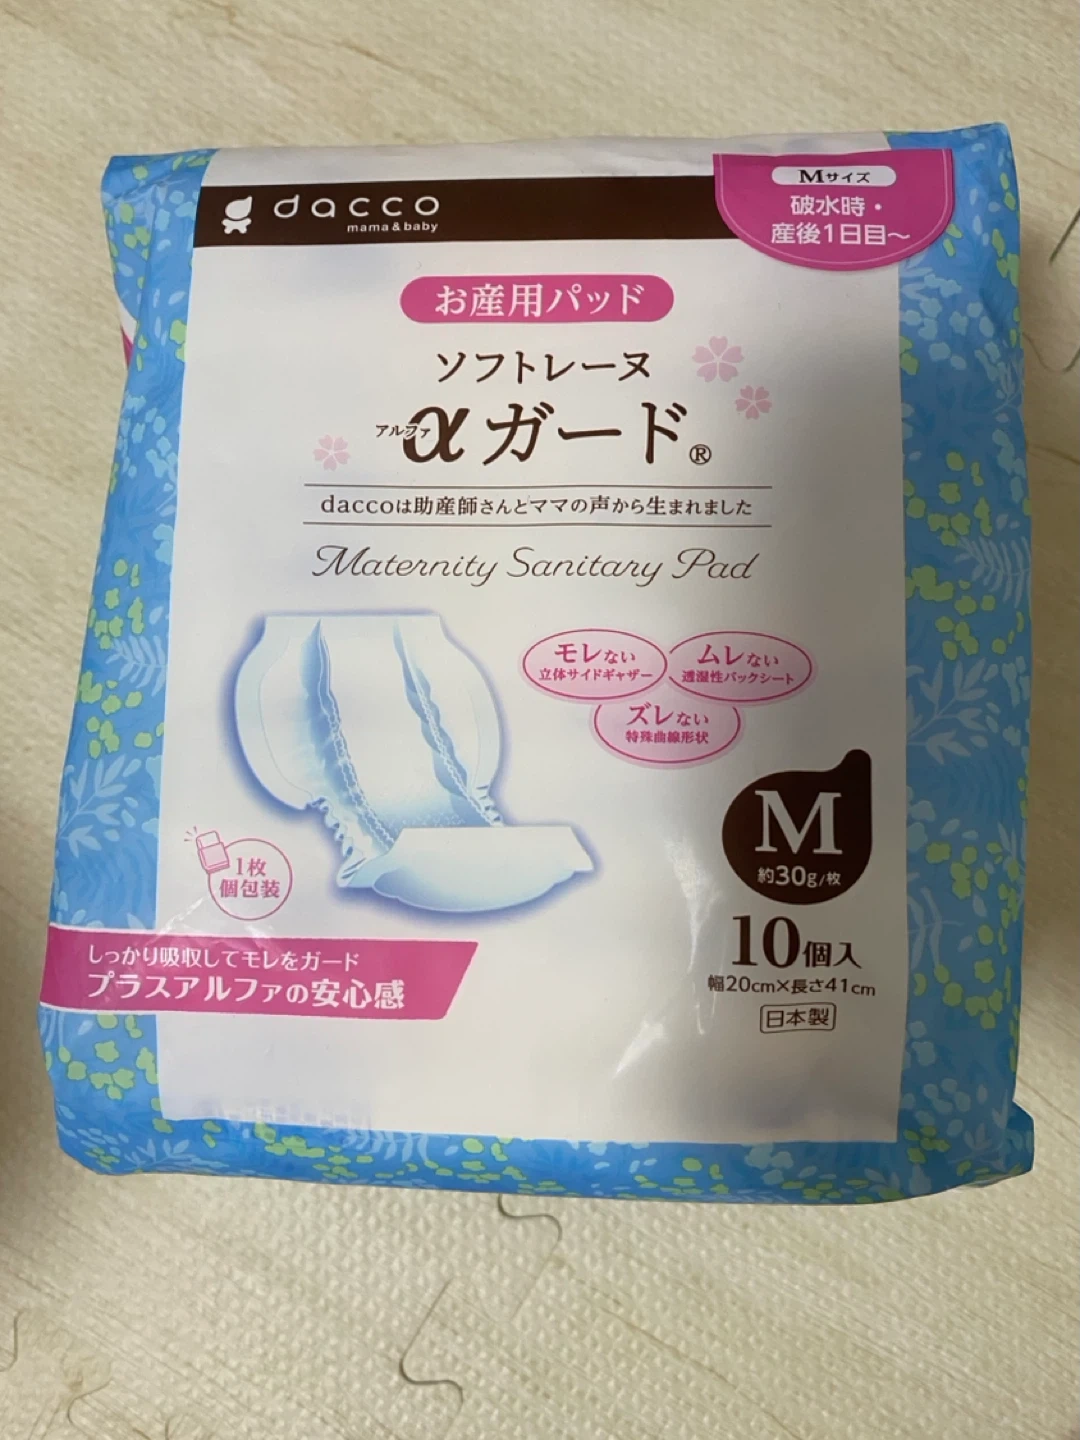 dacco
mama & baby
Mサイズ
破水時・
産後1日目～
お産用パッド
ソフトレーヌ
アルファ
αガード®
daccoは助産師さんとママの声から生まれました
Maternity Sanitary Pad
モレない
立体サイドギャザー
ムレない
透湿性バックシート
ズレない
特殊曲線形状
1枚
個包装
M
約30g/枚
10個入
幅20cm×長さ41cm
日本製
しっかり吸収してモレをガード
プラスアルファの安心感